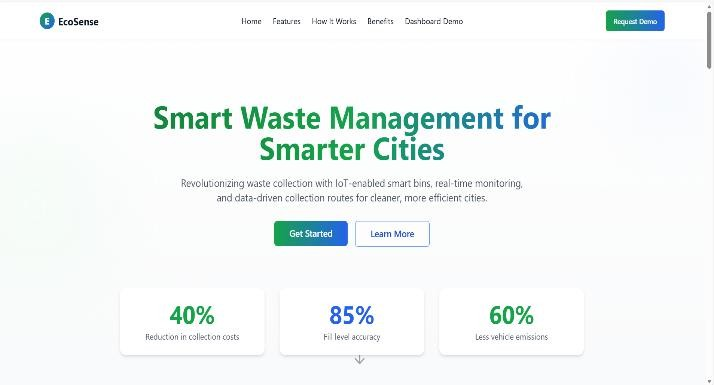 E EcoSense
Home Features How It Works Benefits Dashboard Demo
Request Demo
Smart Waste Management for
Smarter Cities
Revolutionizing waste collection with IoT-enabled smart bins, real-time monitoring,
and data-driven collection routes for cleaner, more efficient cities.
Get Started
Learn More
40%
Reduction in collection costs
85%
Fill level accuracy
60%
Less vehicle emissions